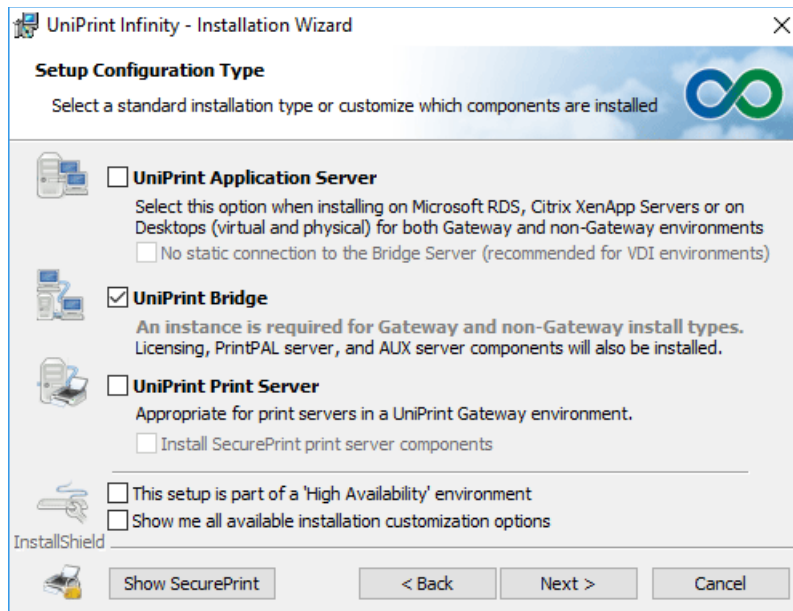 UniPrint Infinity - Installation Wizard
Setup Configuration Type
Select a standard installation type or customize which components are installed
UniPrint Application Server
Select this option when installing on Microsoft RDS, Citrix XenApp Servers or on
Desktops (virtual and physical) for both Gateway and non-Gateway environments
No static connection to the Bridge Server (recommended for VDI environments)
UniPrint Bridge
An instance is required for Gateway and non-Gateway install types.
Licensing, PrintPAL server, and AUX server components will also be installed.
UniPrint Print Server
Appropriate for print servers in a UniPrint Gateway environment.
Install SecurePrint print server components
This setup is part of a 'High Availability' environment
Show me all available installation customization options
InstallShield
Show SecurePrint
< Back
Next >
Cancel